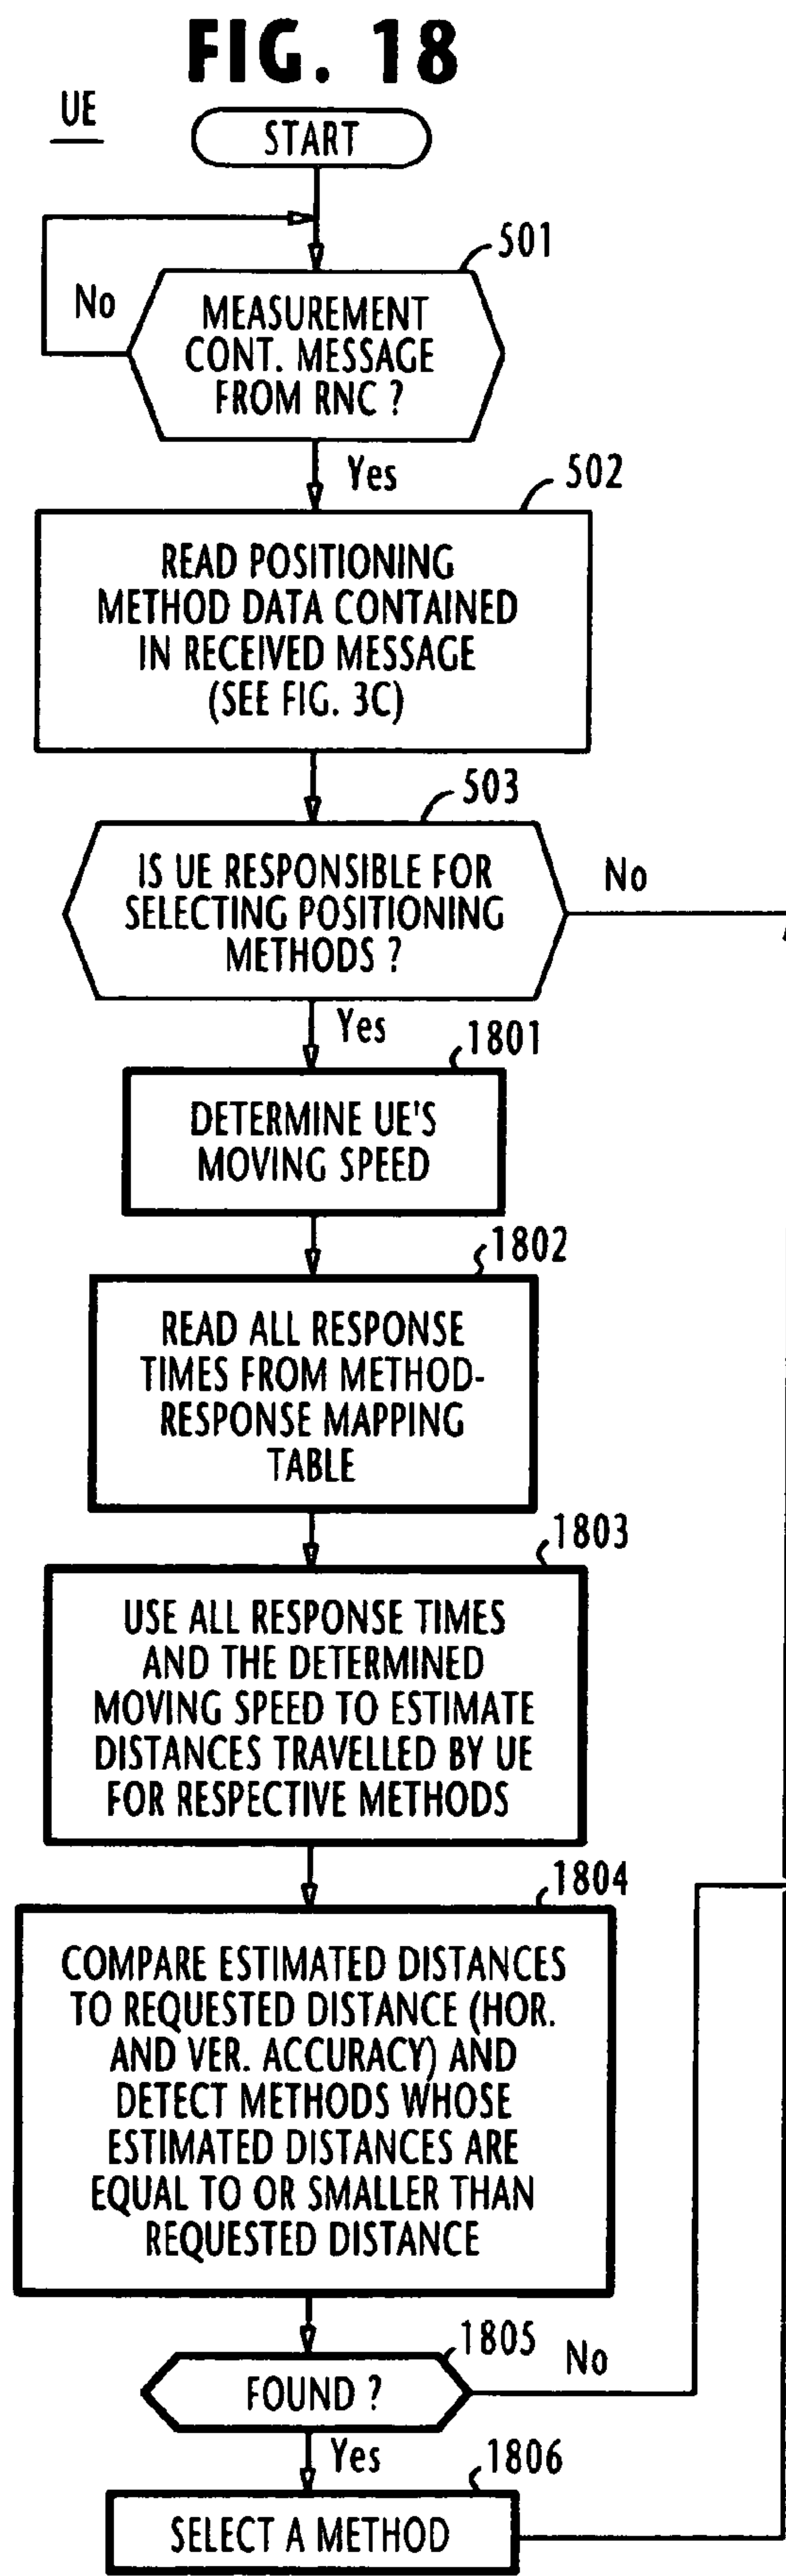 FIG. 18
UE
START
501
No
MEASUREMENT
CONT. MESSAGE
FROM RNC ?
Yes
502
READ POSITIONING
METHOD DATA CONTAINED
IN RECEIVED MESSAGE
(SEE FIG. 3C)
503
IS UE RESPONSIBLE FOR
SELECTING POSITIONING
METHODS ?
No
Yes
1801
DETERMINE UE'S
MOVING SPEED
1802
READ ALL RESPONSE
TIMES FROM METHOD-
RESPONSE MAPPING
TABLE
1803
USE ALL RESPONSE TIMES
AND THE DETERMINED
MOVING SPEED TO ESTIMATE
DISTANCES TRAVELLED BY UE
FOR RESPECTIVE METHODS
1804
COMPARE ESTIMATED DISTANCES
TO REQUESTED DISTANCE (HOR.
AND VER. ACCURACY) AND
DETECT METHODS WHOSE
ESTIMATED DISTANCES ARE
EQUAL TO OR SMALLER THAN
REQUESTED DISTANCE
1805
No
FOUND ?
Yes
1806
SELECT A METHOD